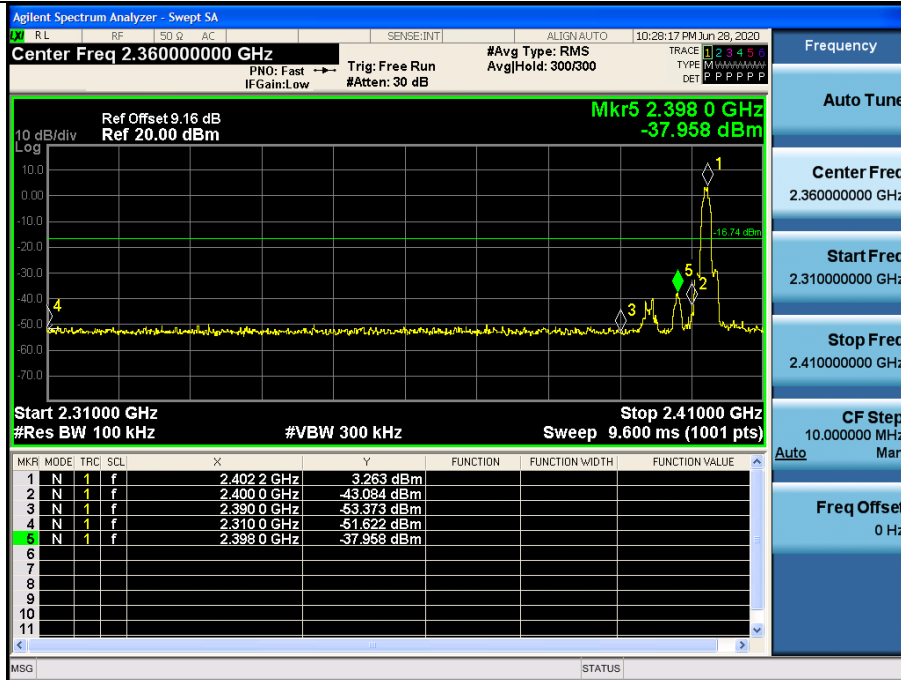 Agilent Spectrum Analyzer - Swept SA
LXI RL RF 50 Ω AC SENSE:INT ALIGN AUTO 10:28:17 PM Jun 28, 2020
Center Freq 2.360000000 GHz
PNO: Fast
IFGain:Low
Trig: Free Run
#Atten: 30 dB
#Avg Type: RMS
Avg|Hold: 300/300
TRACE 1 2 3 4 5 6
TYPE M WWWWW
DET P P P P P P
Mkr5 2.398 0 GHz
-37.958 dBm
Ref Offset 9.16 dB
10 dB/div Ref 20.00 dBm
Log
10.0
0.00
-10.0
-20.0
-30.0
-40.0
-50.0
-60.0
-70.0
1
-16.74 dBm
5
2
3
4
Start 2.31000 GHz Stop 2.41000 GHz
#Res BW 100 kHz #VBW 300 kHz Sweep 9.600 ms (1001 pts)
MKR MODE TRC SCL X Y FUNCTION FUNCTION WIDTH FUNCTION VALUE
1 N 1 f 2.402 2 GHz 3.263 dBm
2 N 1 f 2.400 0 GHz -43.084 dBm
3 N 1 f 2.390 0 GHz -53.373 dBm
4 N 1 f 2.310 0 GHz -51.622 dBm
5 N 1 f 2.398 0 GHz -37.958 dBm
6
7
8
9
10
11
MSG STATUS
Frequency
Auto Tune
Center Freq
2.360000000 GHz
Start Freq
2.310000000 GHz
Stop Freq
2.410000000 GHz
CF Step
10.000000 MHz
Auto Man
Freq Offset
0 Hz